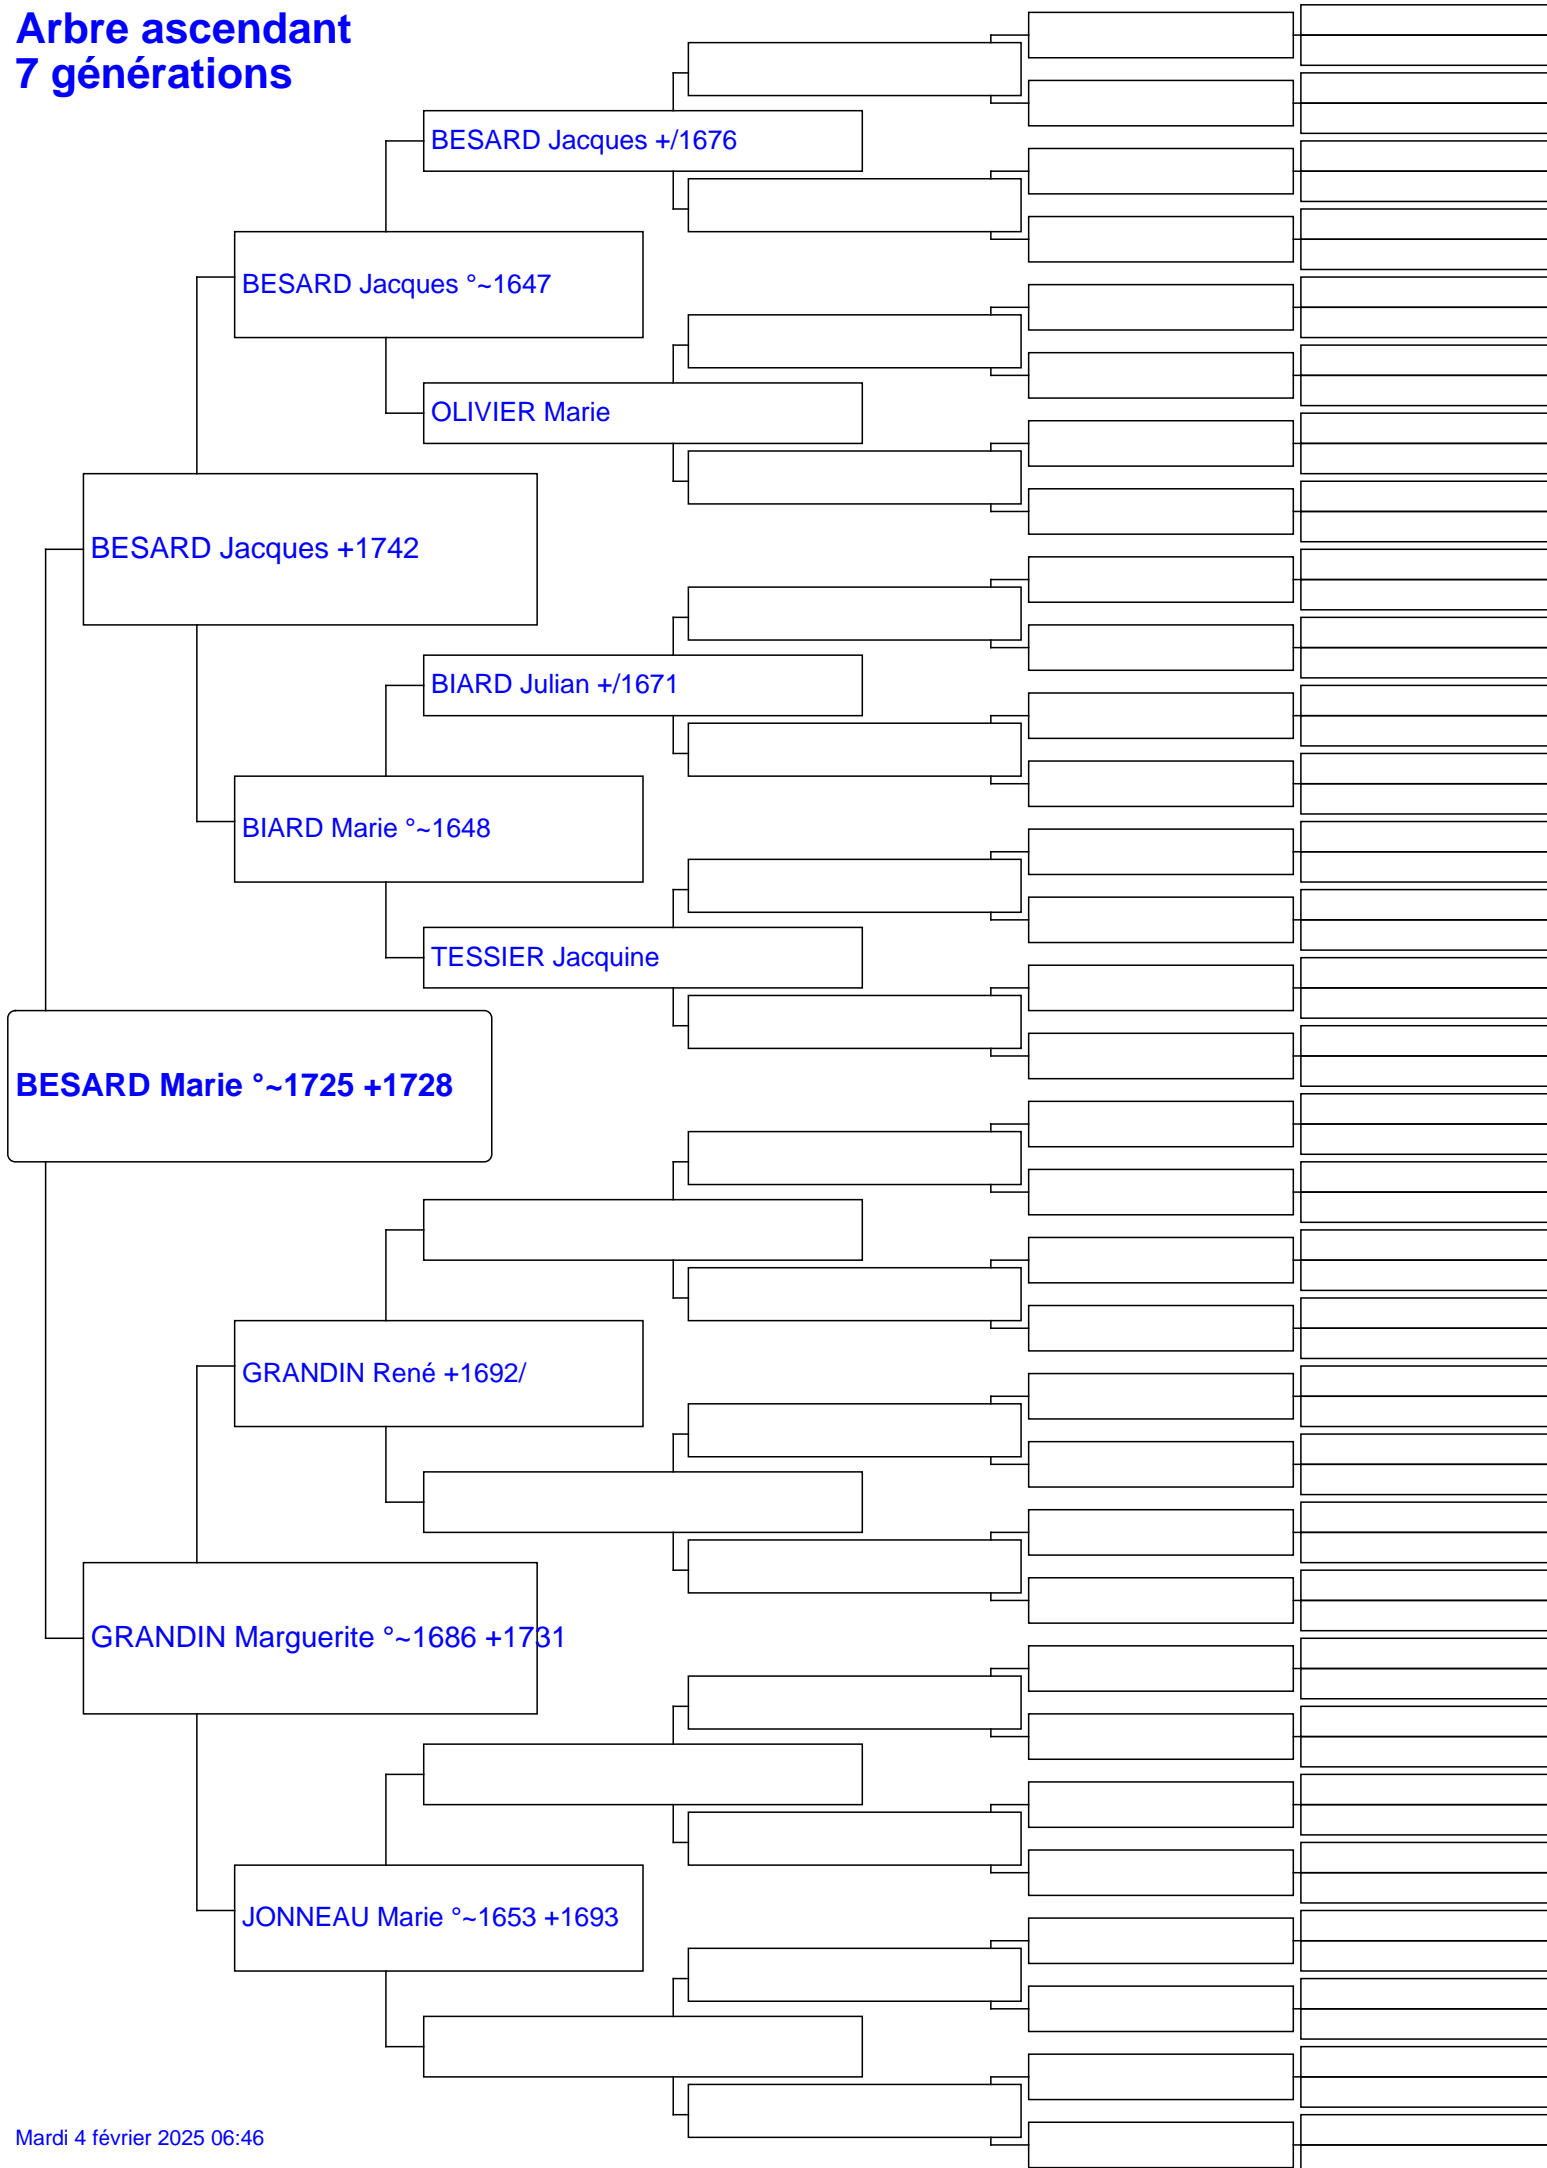 Arbre ascendant
7 générations
BESARD Jacques +/1676
BESARD Jacques °~1647
OLIVIER Marie
BESARD Jacques +1742
BIARD Julian +/1671
BIARD Marie °~1648
TESSIER Jacquine
BESARD Marie °~1725 +1728
GRANDIN René +1692/
GRANDIN Marguerite °~1686 +1731
JONNEAU Marie °~1653 +1693
Mardi 4 février 2025 06:46